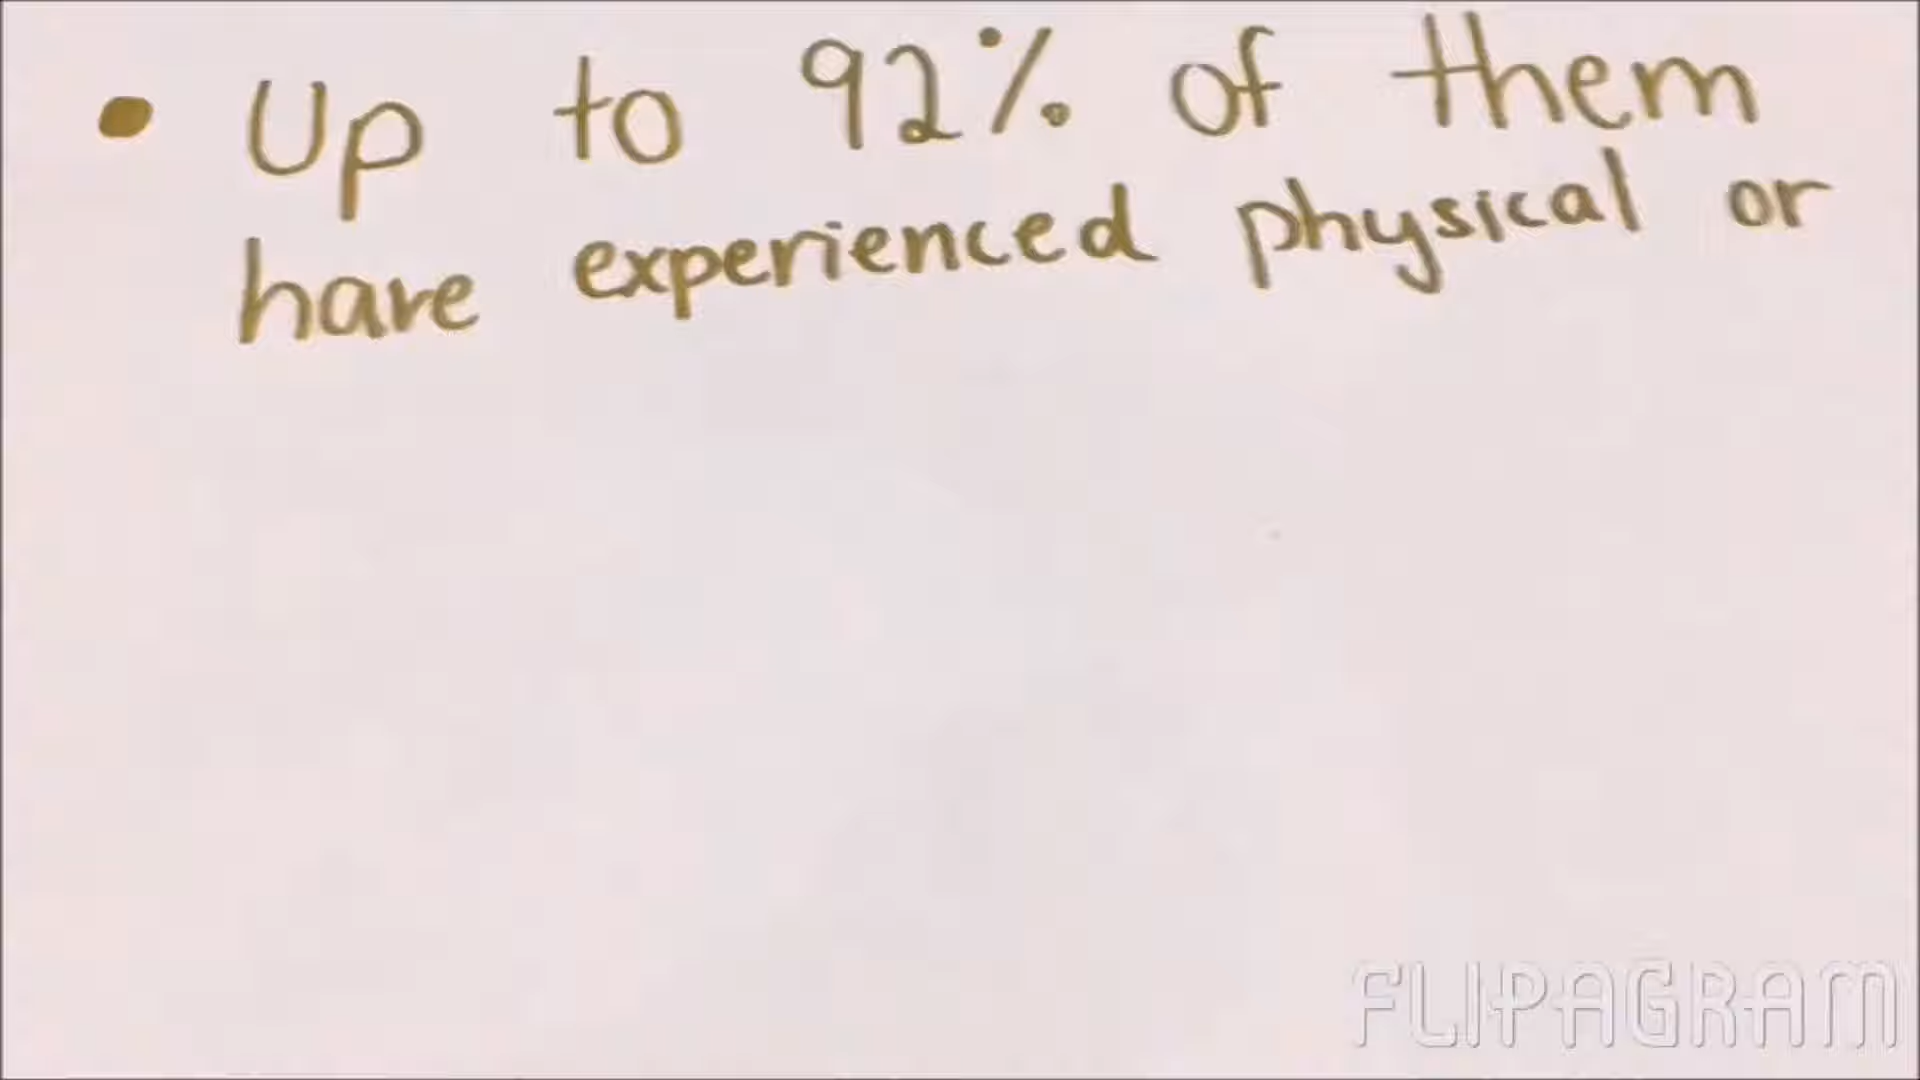 • Up to 92% of them
have experienced physical or
FLIPAGRAM